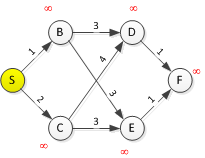 ∞ ∞
B 3 D
1 1
S 4 F ∞
2 3 1
C 3 E
∞ ∞